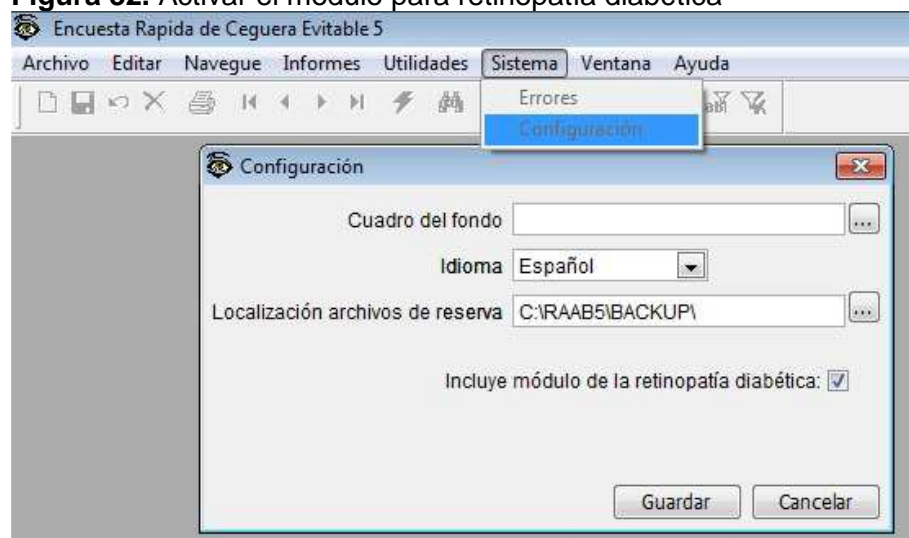 Figura 32. Activar el módulo para retinopatía diabética
Encuesta Rapida de Ceguera Evitable 5
Archivo Editar Navegue Informes Utilidades Sistema Ventana Ayuda
Errores
Configuración
Configuración
Cuadro del fondo ...
Idioma Español
Localización archivos de reserva C:\RAAB5\BACKUP\ ...
Incluye módulo de la retinopatía diabética:
Guardar Cancelar